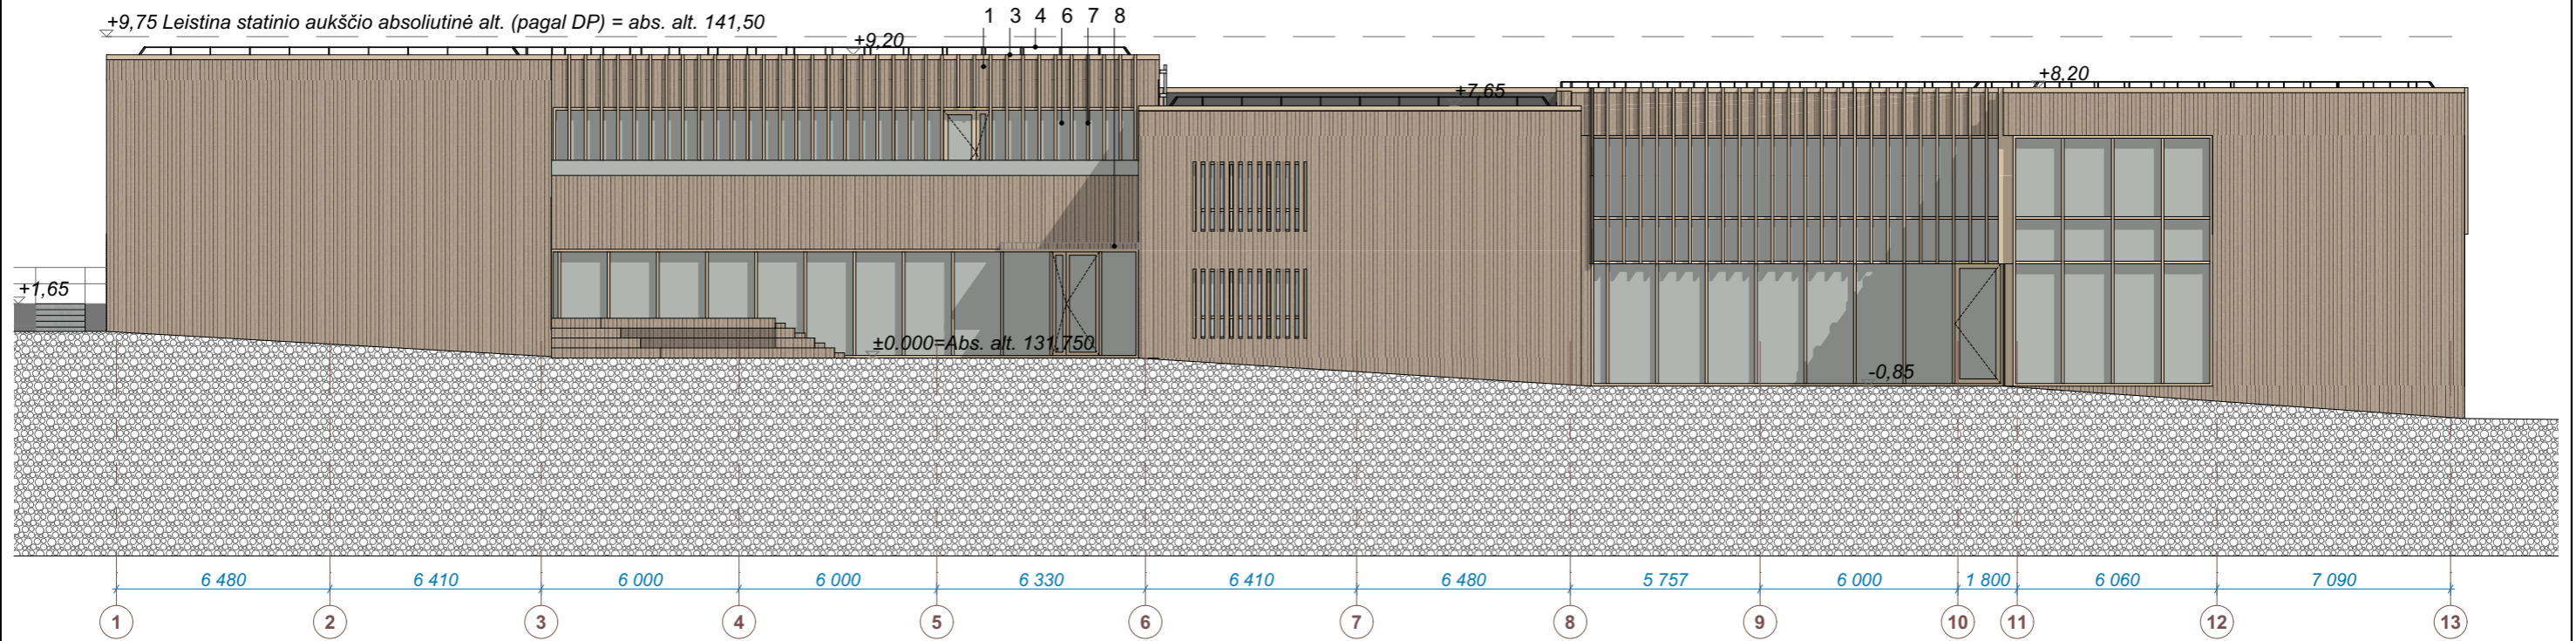 +9,75 Leistina statinio aukščio absoliutinė alt. (pagal DP) = abs. alt. 141,50
1 3 4 6 7 8
+9,20
+8,20
+7,65
+1,65
±0.000=Abs. alt. 131,750
-0,85
6 480 6 410 6 000 6 000 6 330 6 410 6 480 5 757 6 000 1 800 6 060 7 090
1 2 3 4 5 6 7 8 9 10 11 12 13